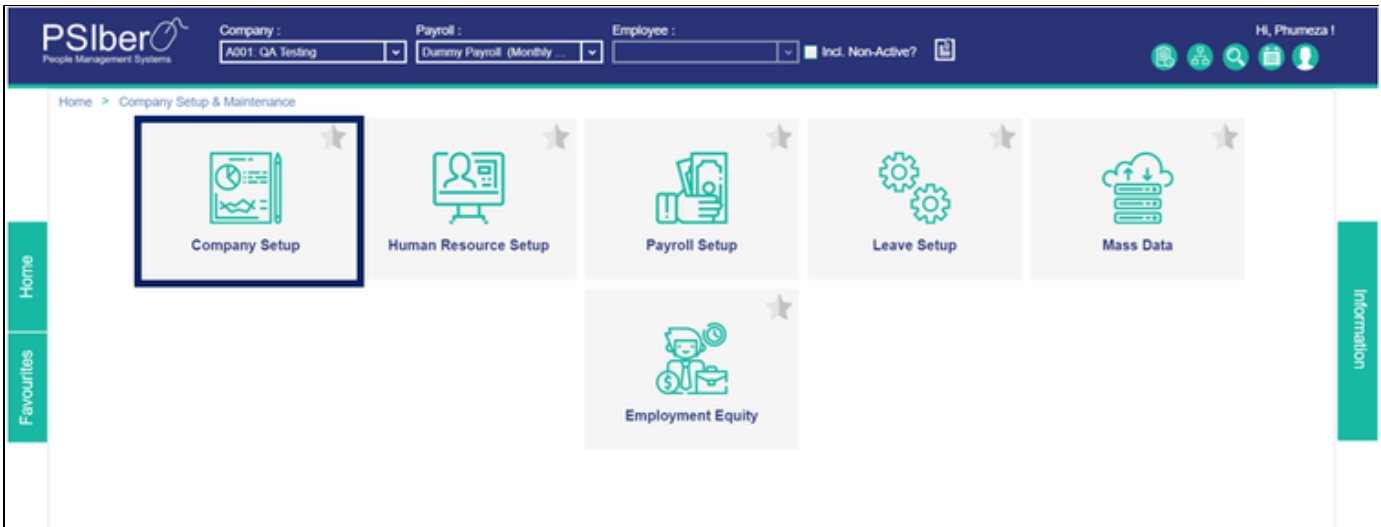 PSIber
People Management Systems
Company :
A001: QA Testing
Payroll :
Dummy Payroll (Monthly ...
Employee :
Incl. Non-Active?
Hi, Phumeza !
Home > Company Setup & Maintenance
Company Setup
Human Resource Setup
Payroll Setup
Leave Setup
Mass Data
Employment Equity
Home
Favourites
Information